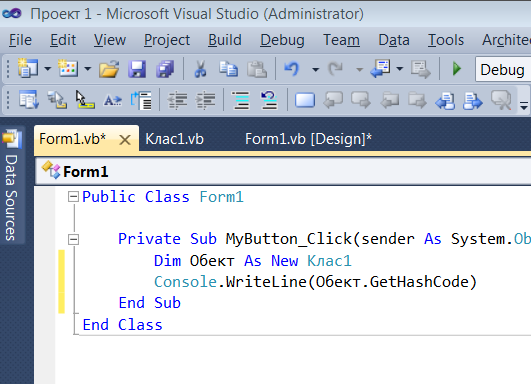 Проект 1 - Microsoft Visual Studio (Administrator)
File Edit View Project Build Debug Team Data Tools Archite
Debug
Form1.vb* Клас1.vb Form1.vb [Design]*
Data Sources
Form1
Public Class Form1
Private Sub MyButton_Click(sender As System.Ob
Dim Обект As New Клас1
Console.WriteLine(Обект.GetHashCode)
End Sub
End Class